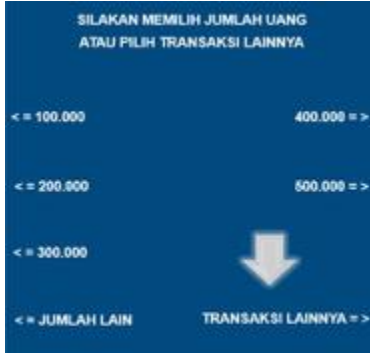 SILAKAN MEMILIH JUMLAH UANG
ATAU PILIH TRANSAKSI LAINNYA
< = 100.000
400.000 = >
< = 200.000
500.000 = >
< = 300.000
< = JUMLAH LAIN
TRANSAKSI LAINNYA = >